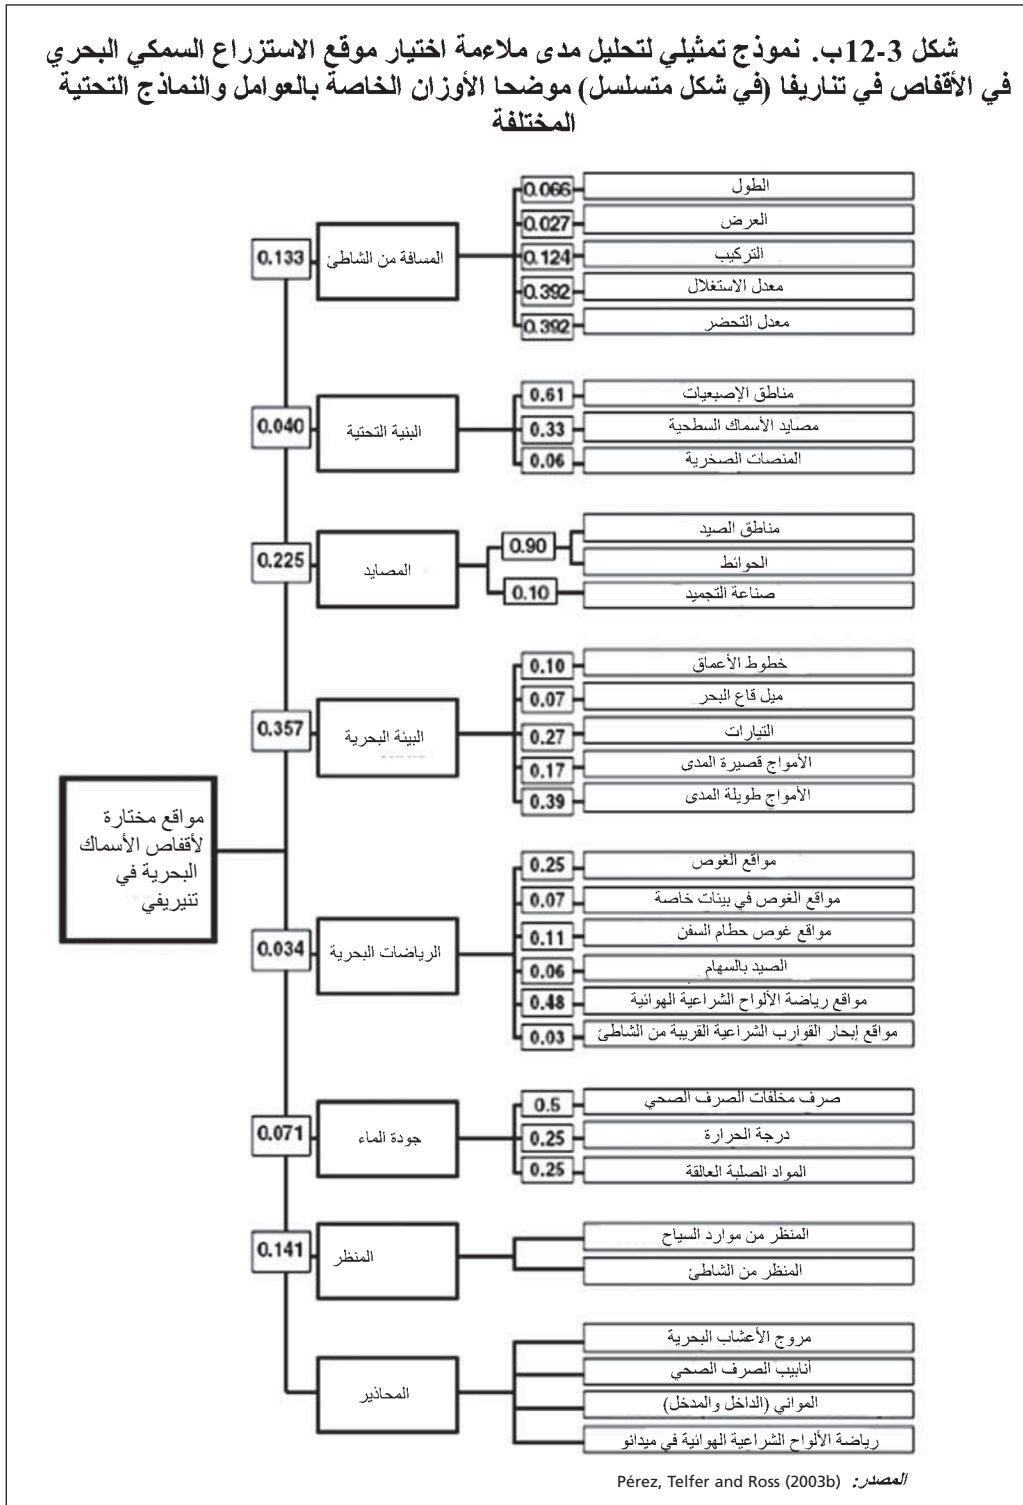 شكل 3-12ب. نموذج تمثيلي لتحليل مدى ملاءمة اختيار موقع الاستزراع السمكي البحري
في الأقفاص في تناريفا (في شكل متسلسل) موضحا الأوزان الخاصة بالعوامل والنماذج التحتية
المختلفة
مواقع مختارة
لأقفاص الأسماك
البحرية في
تنيريفي
0.133
المسافة من الشاطئ
0.066
الطول
0.027
العرض
0.124
التركيب
0.392
معدل الاستغلال
0.392
معدل التحضر
0.040
البنية التحتية
0.61
مناطق الإصبعيات
0.33
مصايد الأسماك السطحية
0.06
المنصات الصخرية
0.225
المصايد
0.90
مناطق الصيد
الحوائط
0.10
صناعة التجميد
0.357
البيئة البحرية
0.10
خطوط الأعماق
0.07
ميل قاع البحر
0.27
التيارات
0.17
الأمواج قصيرة المدى
0.39
الأمواج طويلة المدى
0.034
الرياضات البحرية
0.25
مواقع الغوص
0.07
مواقع الغوص في بيئات خاصة
0.11
مواقع غوص حطام السفن
0.06
الصيد بالسهام
0.48
مواقع رياضة الألواح الشراعية الهوائية
0.03
مواقع إبحار القوارب الشراعية القريبة من الشاطئ
0.071
جودة الماء
0.5
صرف مخلفات الصرف الصحي
0.25
درجة الحرارة
0.25
المواد الصلبة العالقة
0.141
المنظر
المنظر من موارد السياح
المنظر من الشاطئ
المحاذير
مروج الأعشاب البحرية
أنابيب الصرف الصحي
المواني (الداخل والمدخل)
رياضة الألواح الشراعية الهوائية في ميدانو
المصدر: Pérez, Telfer and Ross (2003b)